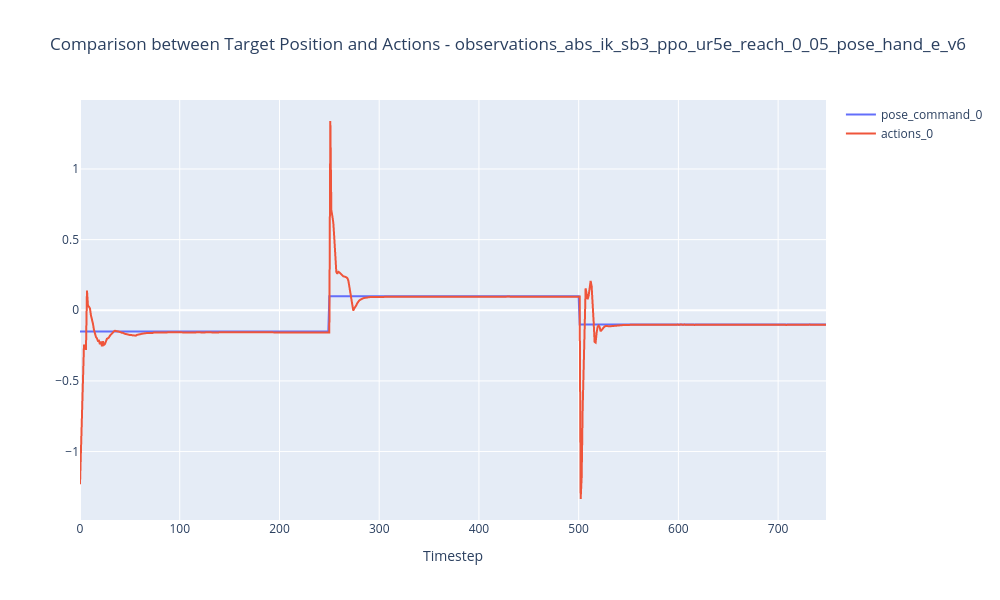 Comparison between Target Position and Actions - observations_abs_ik_sb3_ppo_ur5e_reach_0_05_pose_hand_e_v6
pose_command_0
actions_0
1
0.5
0
−0.5
−1
0 100 200 300 400 500 600 700
Timestep